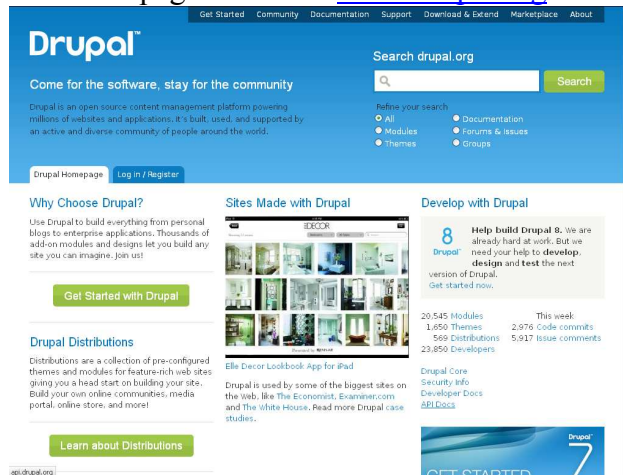 Get Started Community Documentation Support Download & Extend Marketplace About
Drupal™
Come for the software, stay for the community
Drupal is an open source content management platform powering
millions of websites and applications. It's built, used, and supported by
an active and diverse community of people around the world.
Search drupal.org
Search
Refine your search
All
Modules
Themes
Documentation
Forums & Issues
Groups
Drupal Homepage
Log in / Register
Why Choose Drupal?
Use Drupal to build everything from personal
blogs to enterprise applications. Thousands of
add-on modules and designs let you build any
site you can imagine. Join us!
Get Started with Drupal
Drupal Distributions
Distributions are a collection of pre-configured
themes and modules for feature-rich web sites
giving you a head start on building your site.
Build your own online communities, media
portal, online store, and more!
Learn about Distributions
Sites Made with Drupal
DECOR
Elle Decor Lookbook App for iPad
Drupal is used by some of the biggest sites on
the Web, like The Economist, Examiner.com
and The White House. Read more Drupal case
studies.
Develop with Drupal
8
Drupal
Help build Drupal 8. We are
already hard at work. But we
need your help to develop,
design and test the next
version of Drupal.
Get started now.
20,545 Modules
1,650 Themes
569 Distributions
23,850 Developers
This week
2,976 Code commits
5,917 Issue comments
Drupal Core
Security Info
Developer Docs
API Docs
Drupal
7
GET STARTED
api.drupal.org